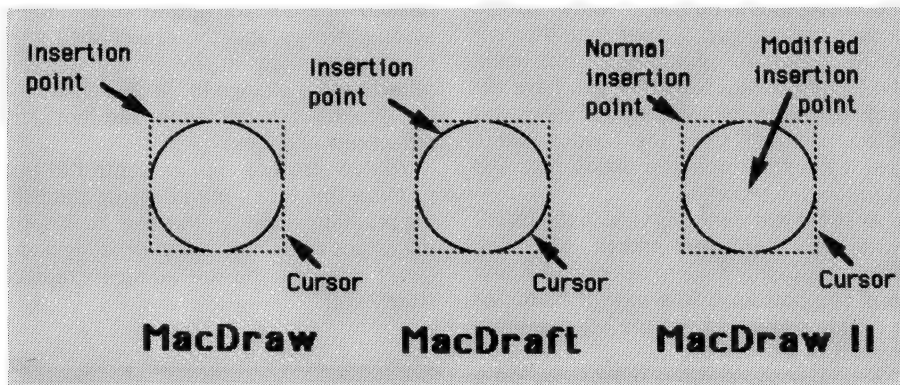 Insertion
point
Cursor
MacDraw
Insertion
point
Cursor
MacDraft
Normal
insertion
point
Modified
insertion
point
Cursor
MacDraw II